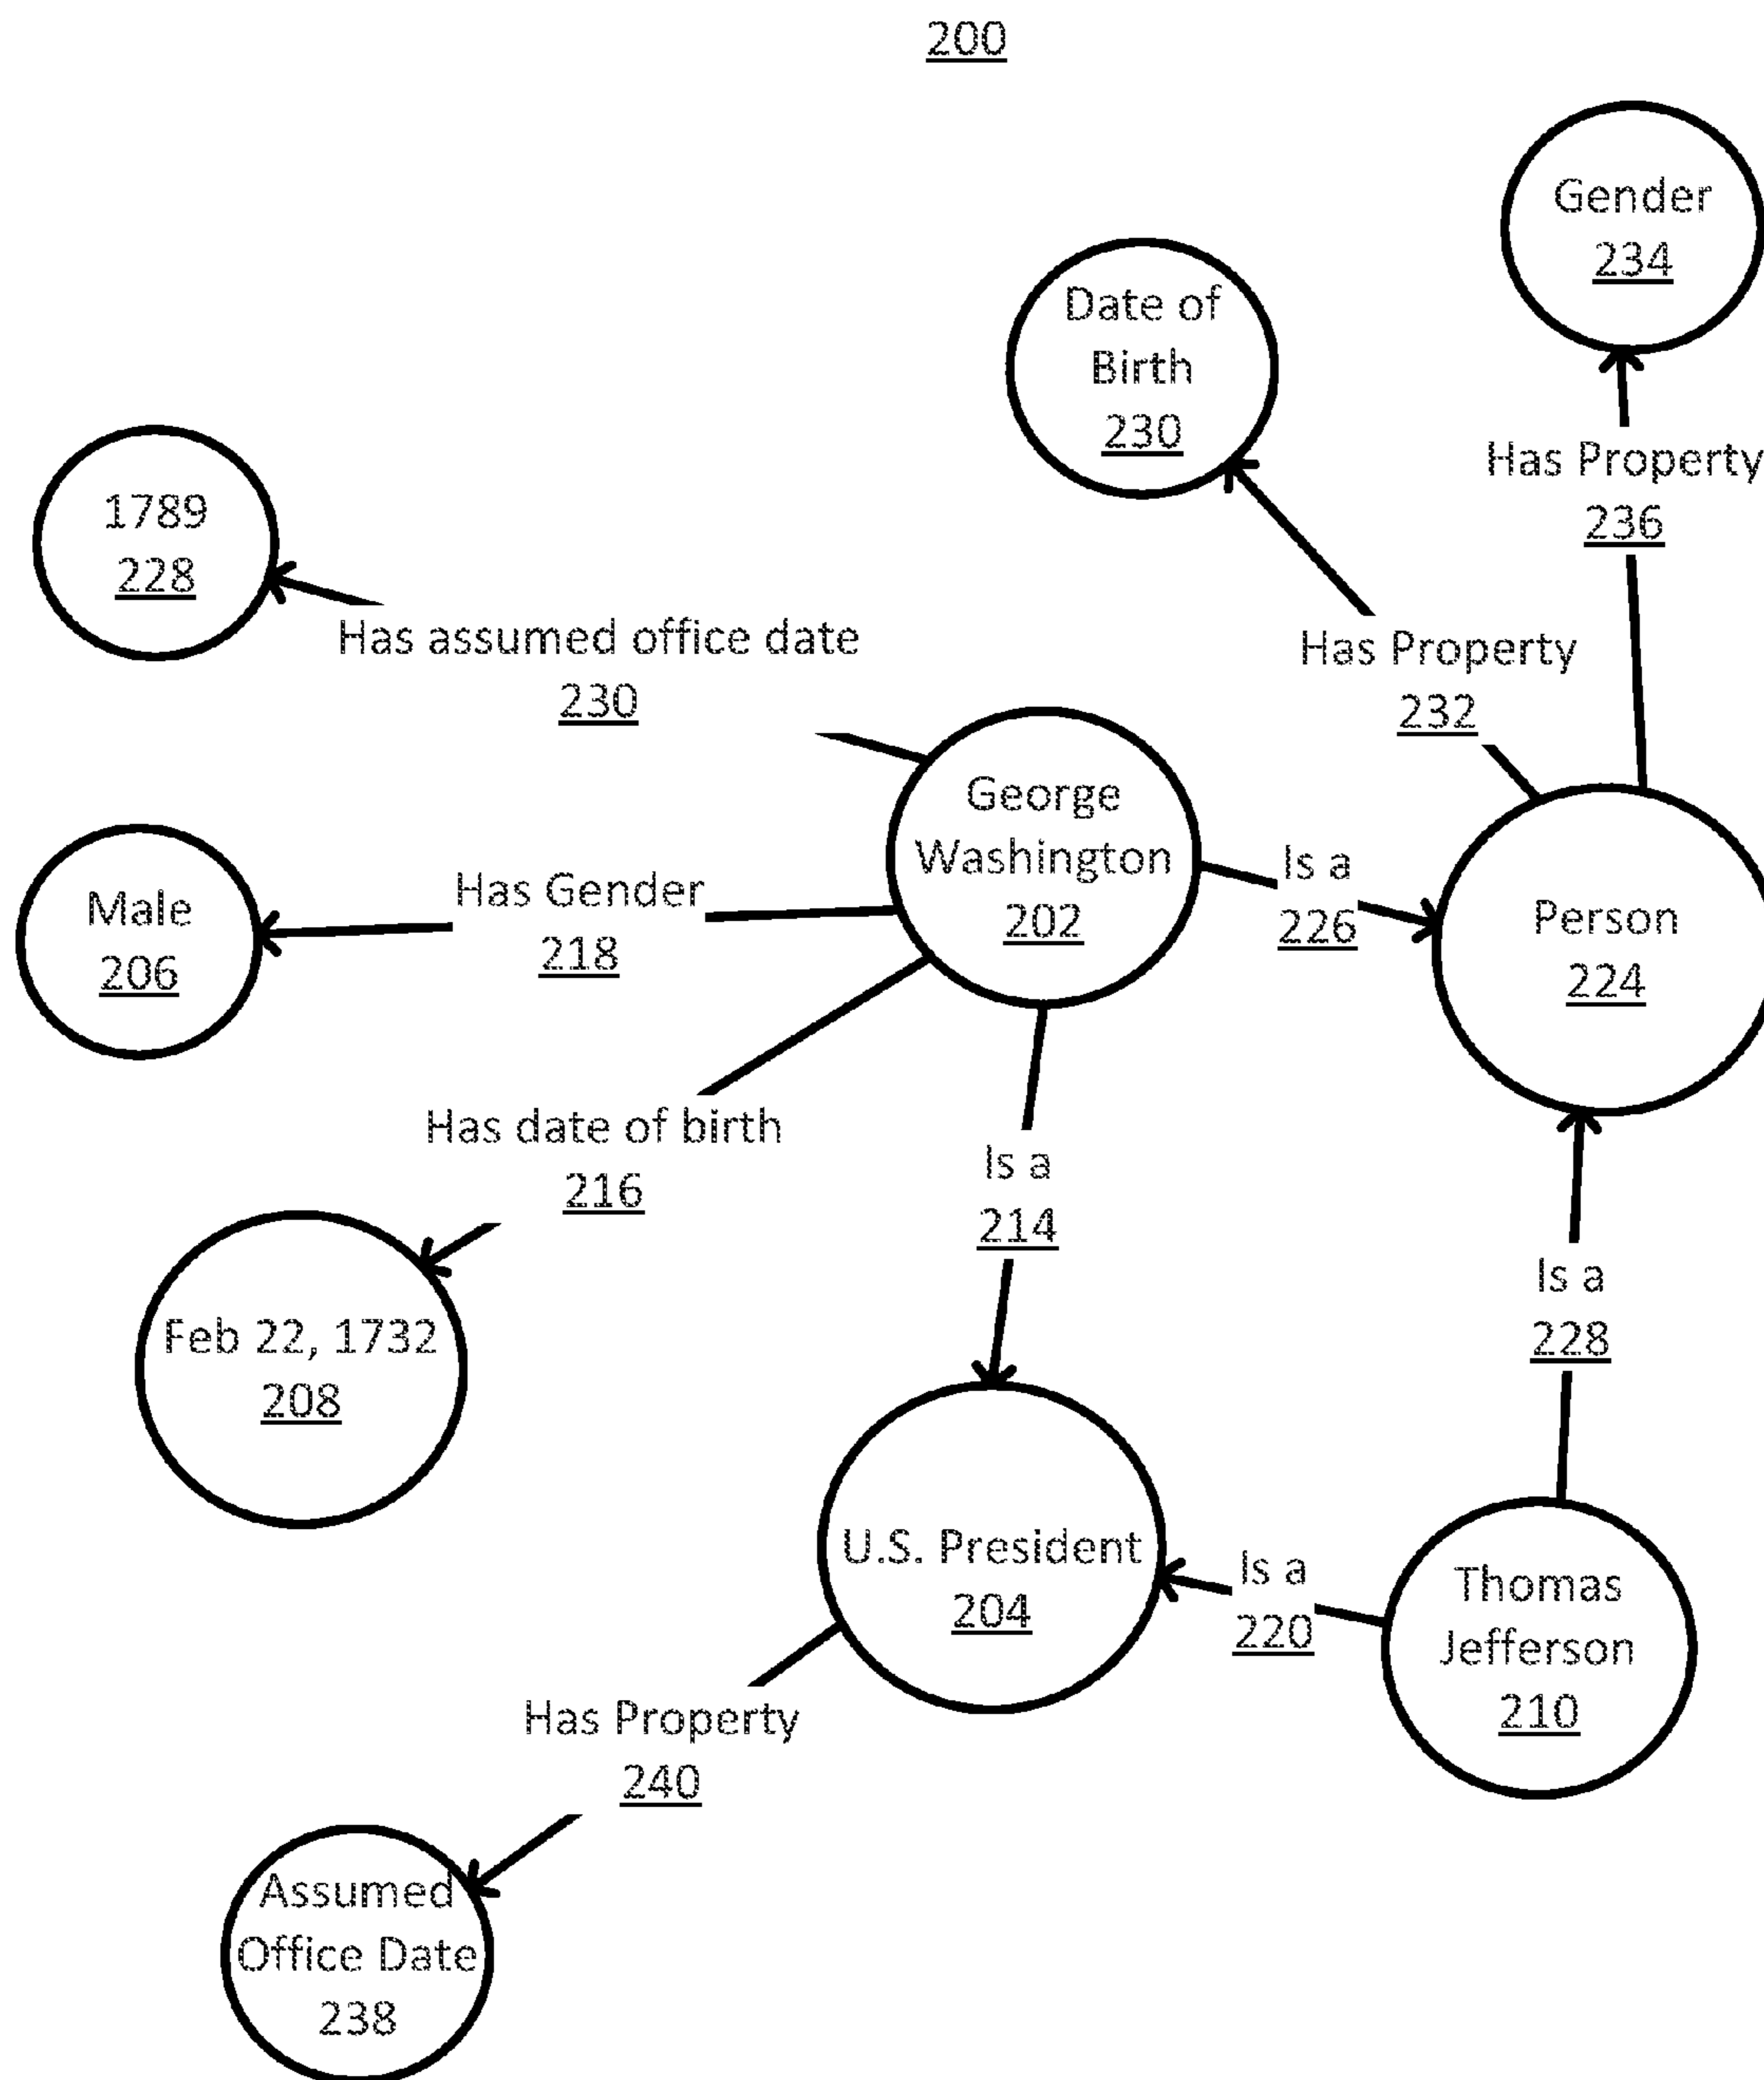 200
Gender
234
Date of
Birth
230
Has Property
236
1789
228
Has assumed office date
230
Has Property
232
George
Washington
202
Is a
226
Person
224
Male
206
Has Gender
218
Has date of birth
216
Is a
214
Feb 22, 1732
208
Is a
228
U.S. President
204
Is a
220
Thomas
Jefferson
210
Has Property
240
Assumed
Office Date
238